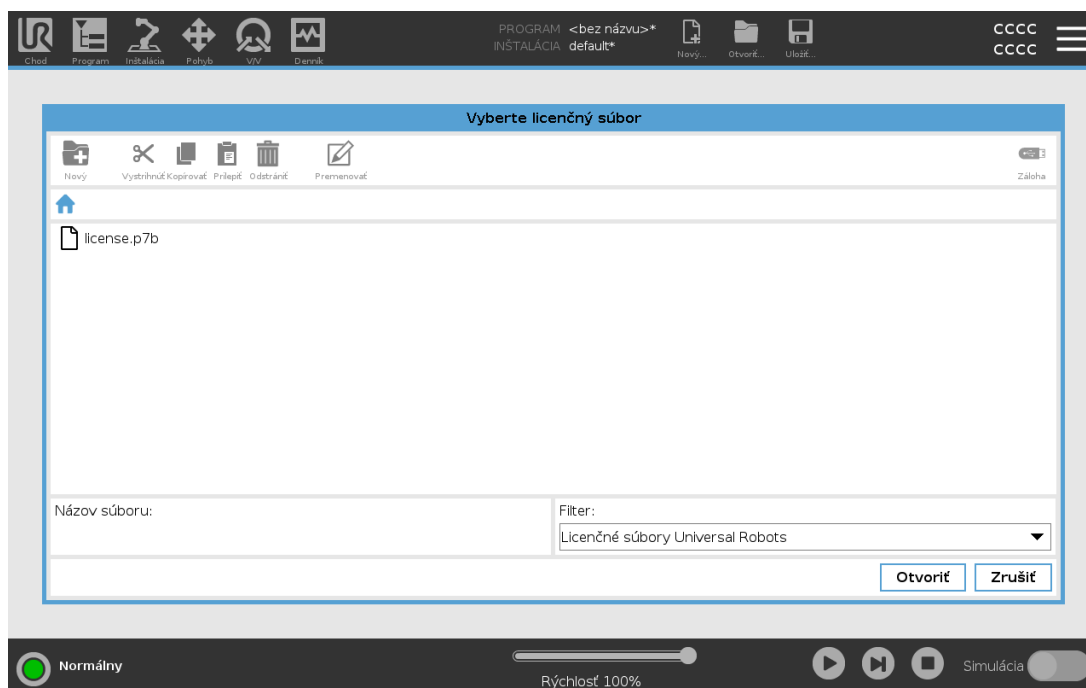 UR
PROGRAM <bez názvu>*
INŠTALÁCIA default*
CCCC
CCCC
Chod Program Inštalácia Pohyb V/V Denník Nový... Otvoriť... Uložiť...
Vyberte licenčný súbor
Nový Vystrihnúť Kopírovať Prilepiť Odstrániť Premenovať Záloha
license.p7b
Názov súboru:
Filter:
Licenčné súbory Universal Robots
Otvoriť Zrušiť
Normálny
Rýchlosť 100%
Simulácia